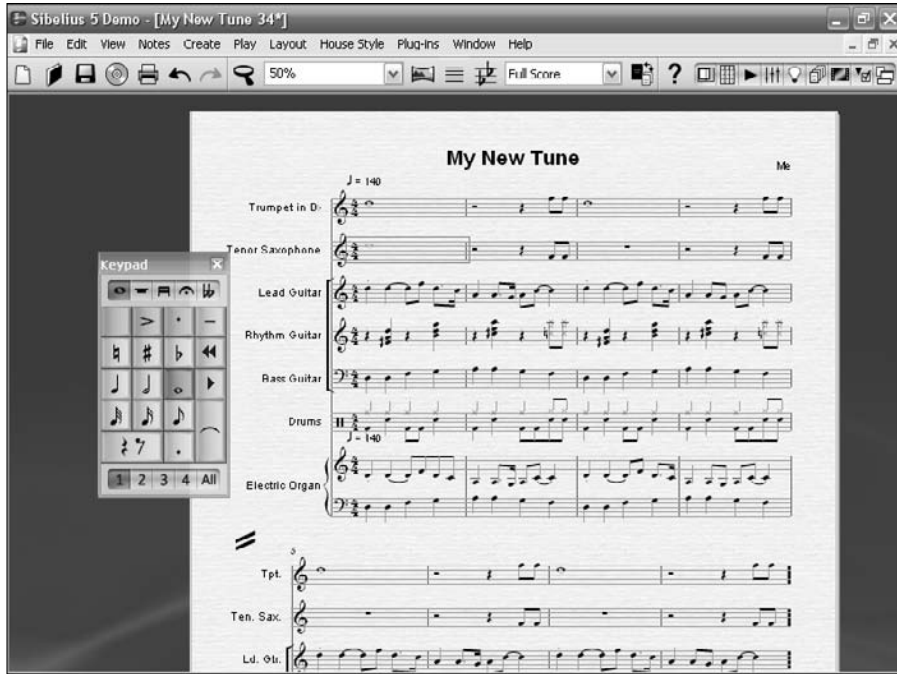 Sibelius 5 Demo - [My New Tune 34*]
File Edit View Notes Create Play Layout House Style Plug-ins Window Help
50% Full Score
My New Tune
Me
♩ = 140
Trumpet in B♭
Tenor Saxophone
Keypad
Lead Guitar
Rhythm Guitar
Bass Guitar
Drums
♩ = 140
1 2 3 4 All
Electric Organ
5
Tpt.
Ten. Sax.
Ld. Gtr.